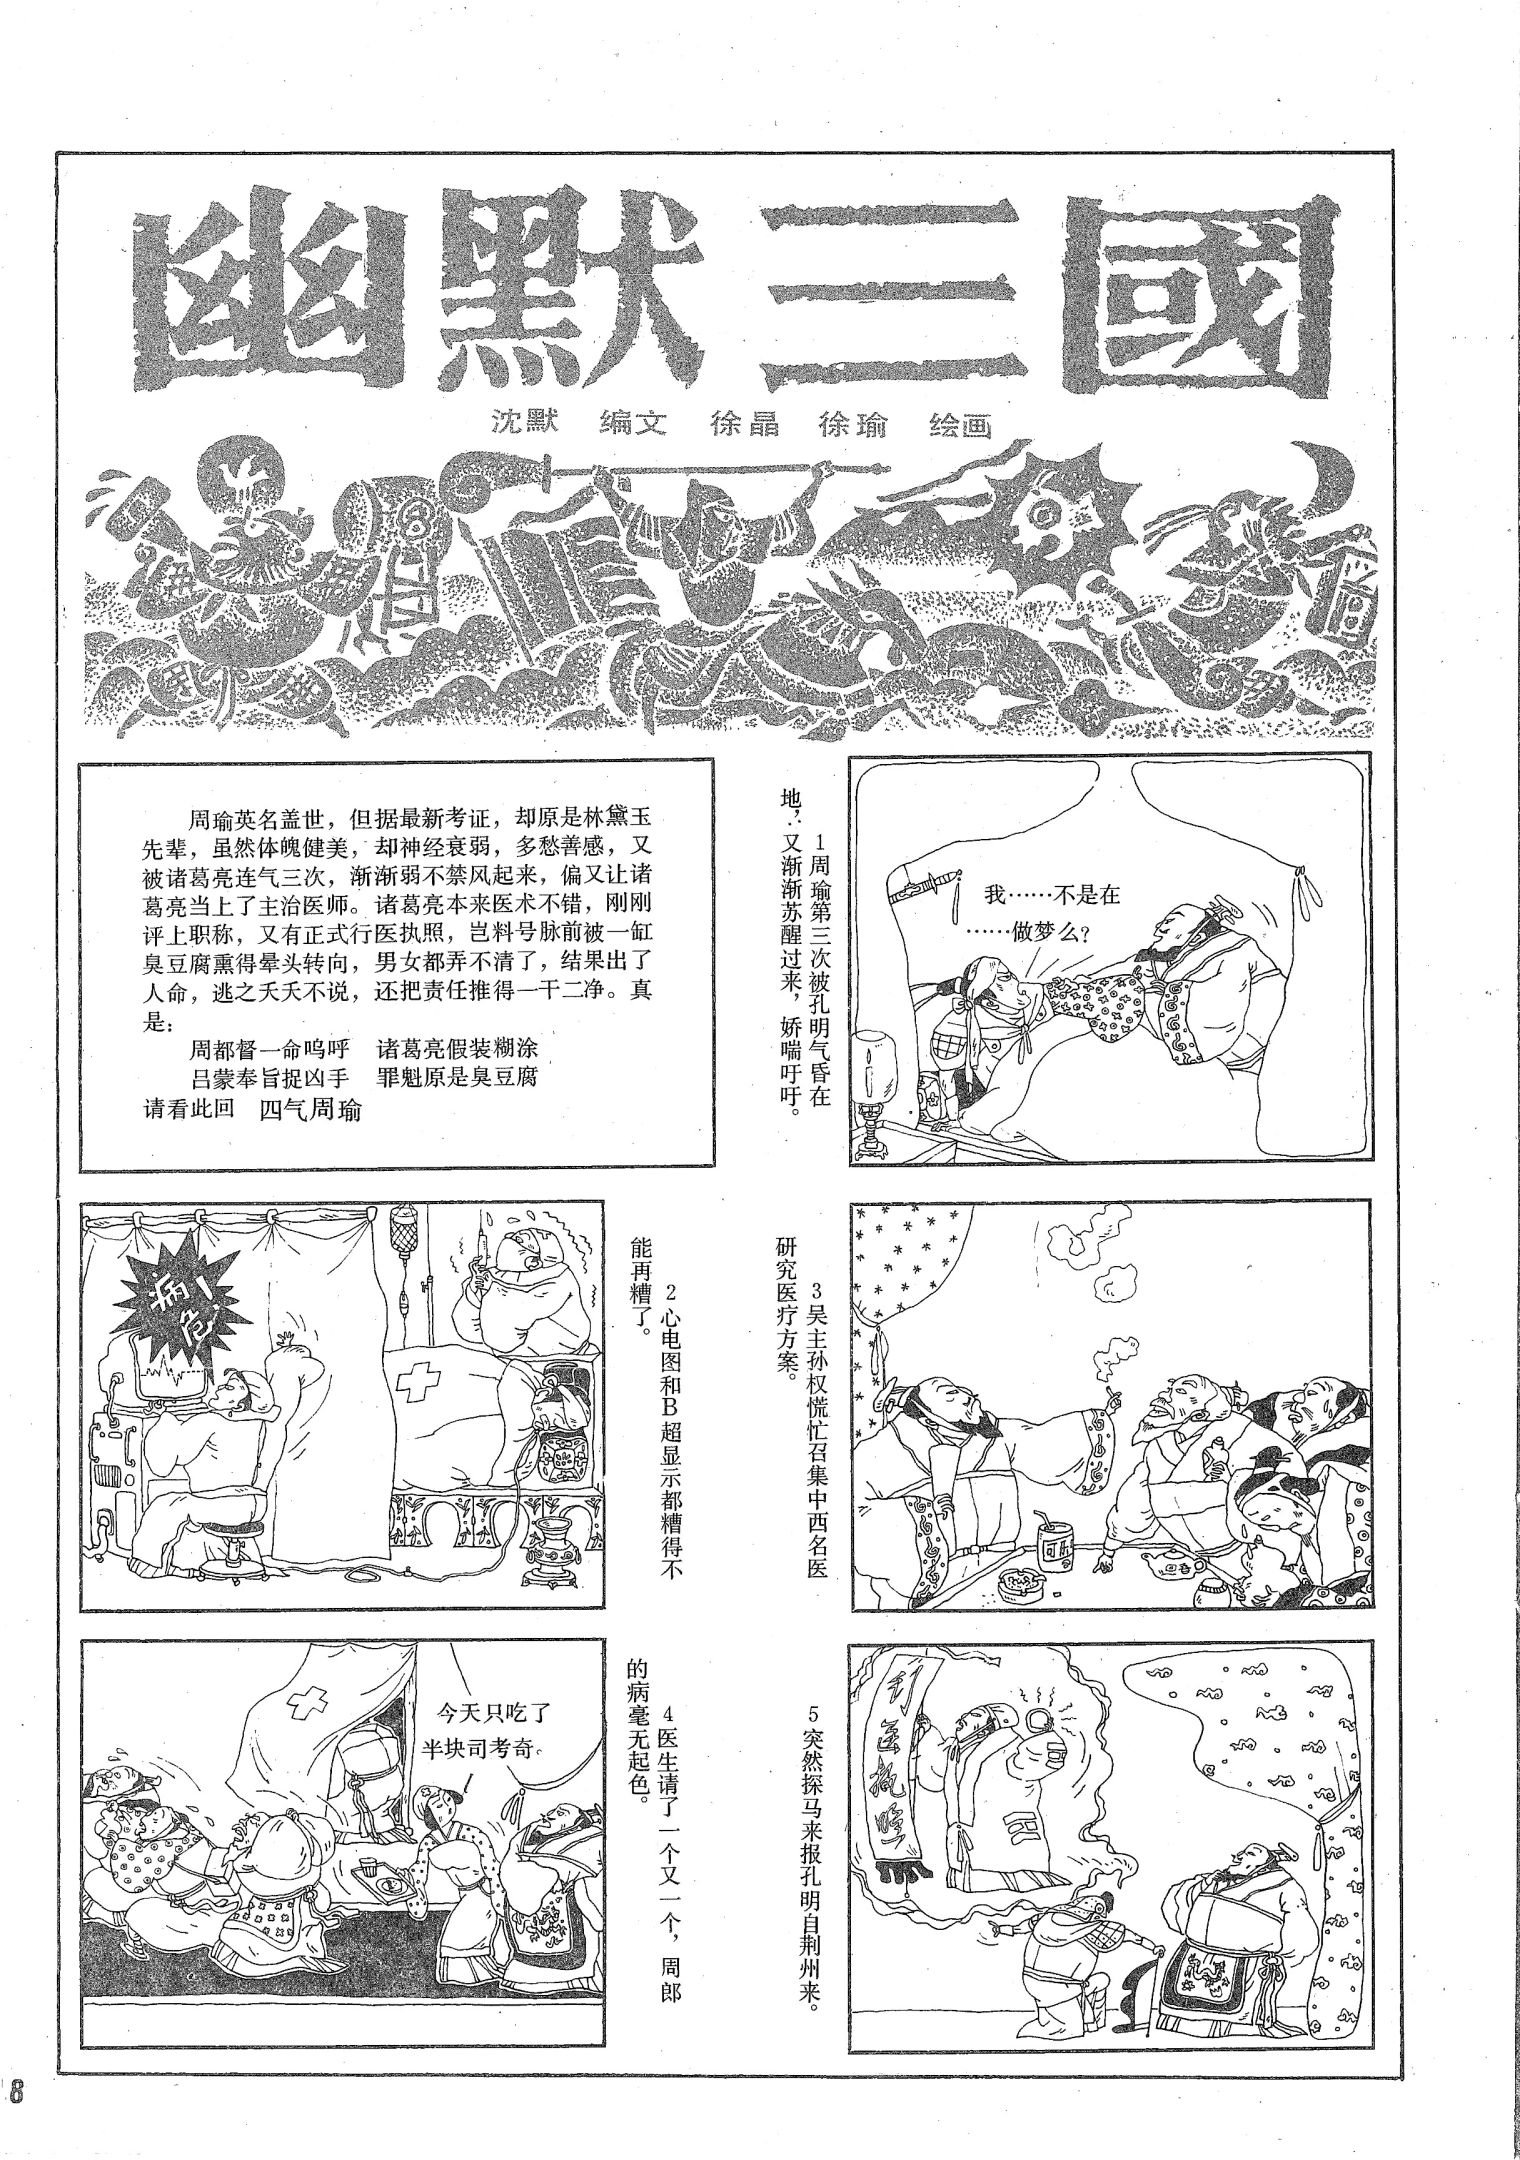 幽默三國
沈默 编文 徐晶 徐瑜 绘画
周瑜英名盖世，但据最新考证，却原是林黛玉
先辈，虽然体魄健美，却神经衰弱，多愁善感，又
被诸葛亮连气三次，渐渐弱不禁风起来，偏又让诸
葛亮当上了主治医师。诸葛亮本来医术不错，刚刚
评上职称，又有正式行医执照，岂料号脉前被一缸
臭豆腐熏得晕头转向，男女都弄不清了，结果出了
人命，逃之夭夭不说，还把责任推得一干二净。真
是：
周都督一命呜呼 诸葛亮假装糊涂
吕蒙奉旨捉凶手 罪魁原是臭豆腐
请看此回 四气周瑜
1周瑜第三次被孔明气昏在
地，又渐渐苏醒过来，娇喘吁吁。
我……不是在
……做梦么？
2心电图和B超显示都糟得不
能再糟了。
病危！
3吴主孙权慌忙召集中西名医
研究医疗方案。
可乐
4医生请了一个又一个，周郎
的病毫无起色。
今天只吃了
半块司考奇。
5突然探马来报孔明自荆州来。
行医执照
8